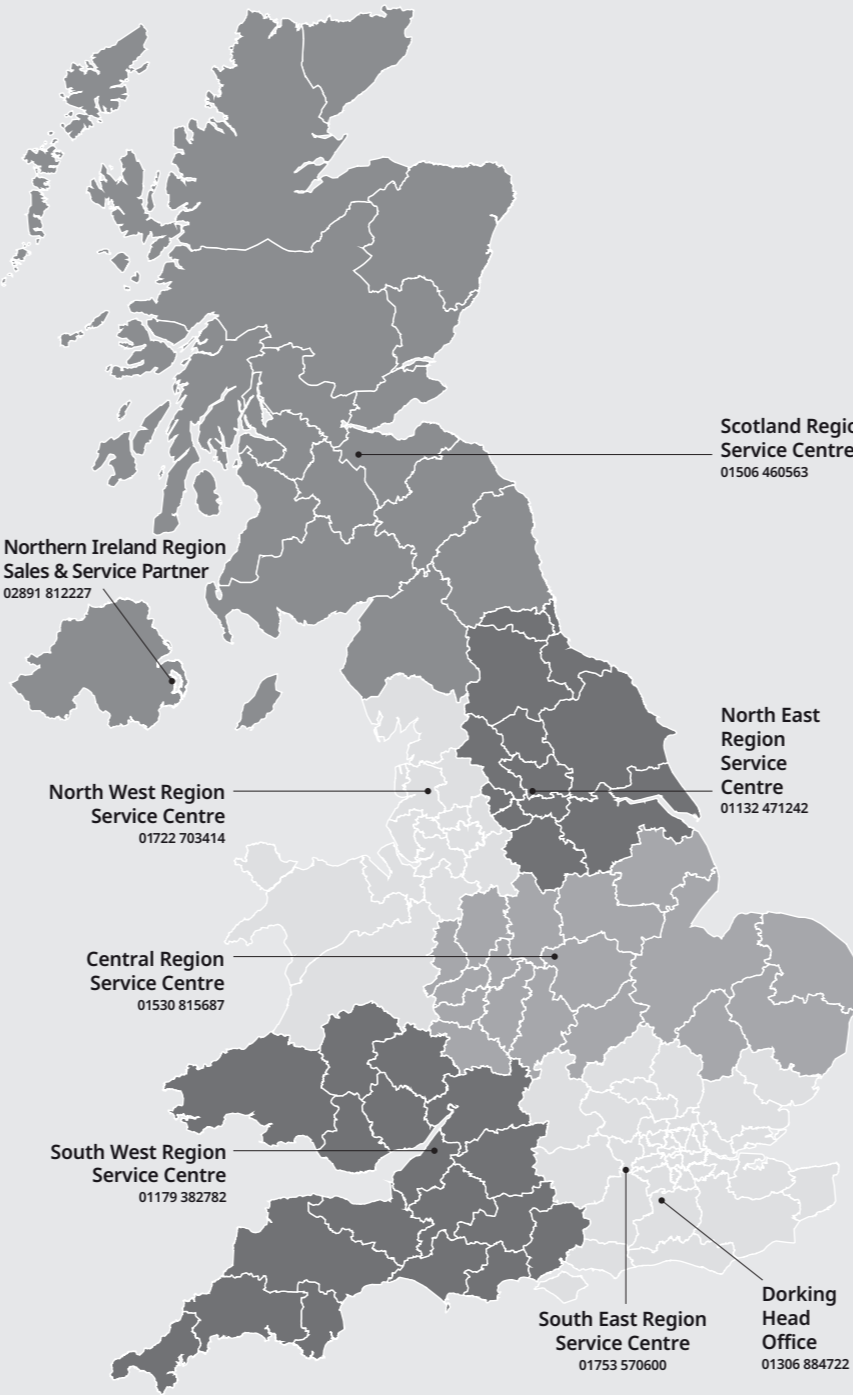 Scotland Regio
Service Centre
01506 460563
Northern Ireland Region
Sales & Service Partner
02891 812227
North East
Region
Service
Centre
01132 471242
North West Region
Service Centre
01722 703414
Central Region
Service Centre
01530 815687
South West Region
Service Centre
01179 382782
South East Region
Service Centre
01753 570600
Dorking
Head
Office
01306 884722